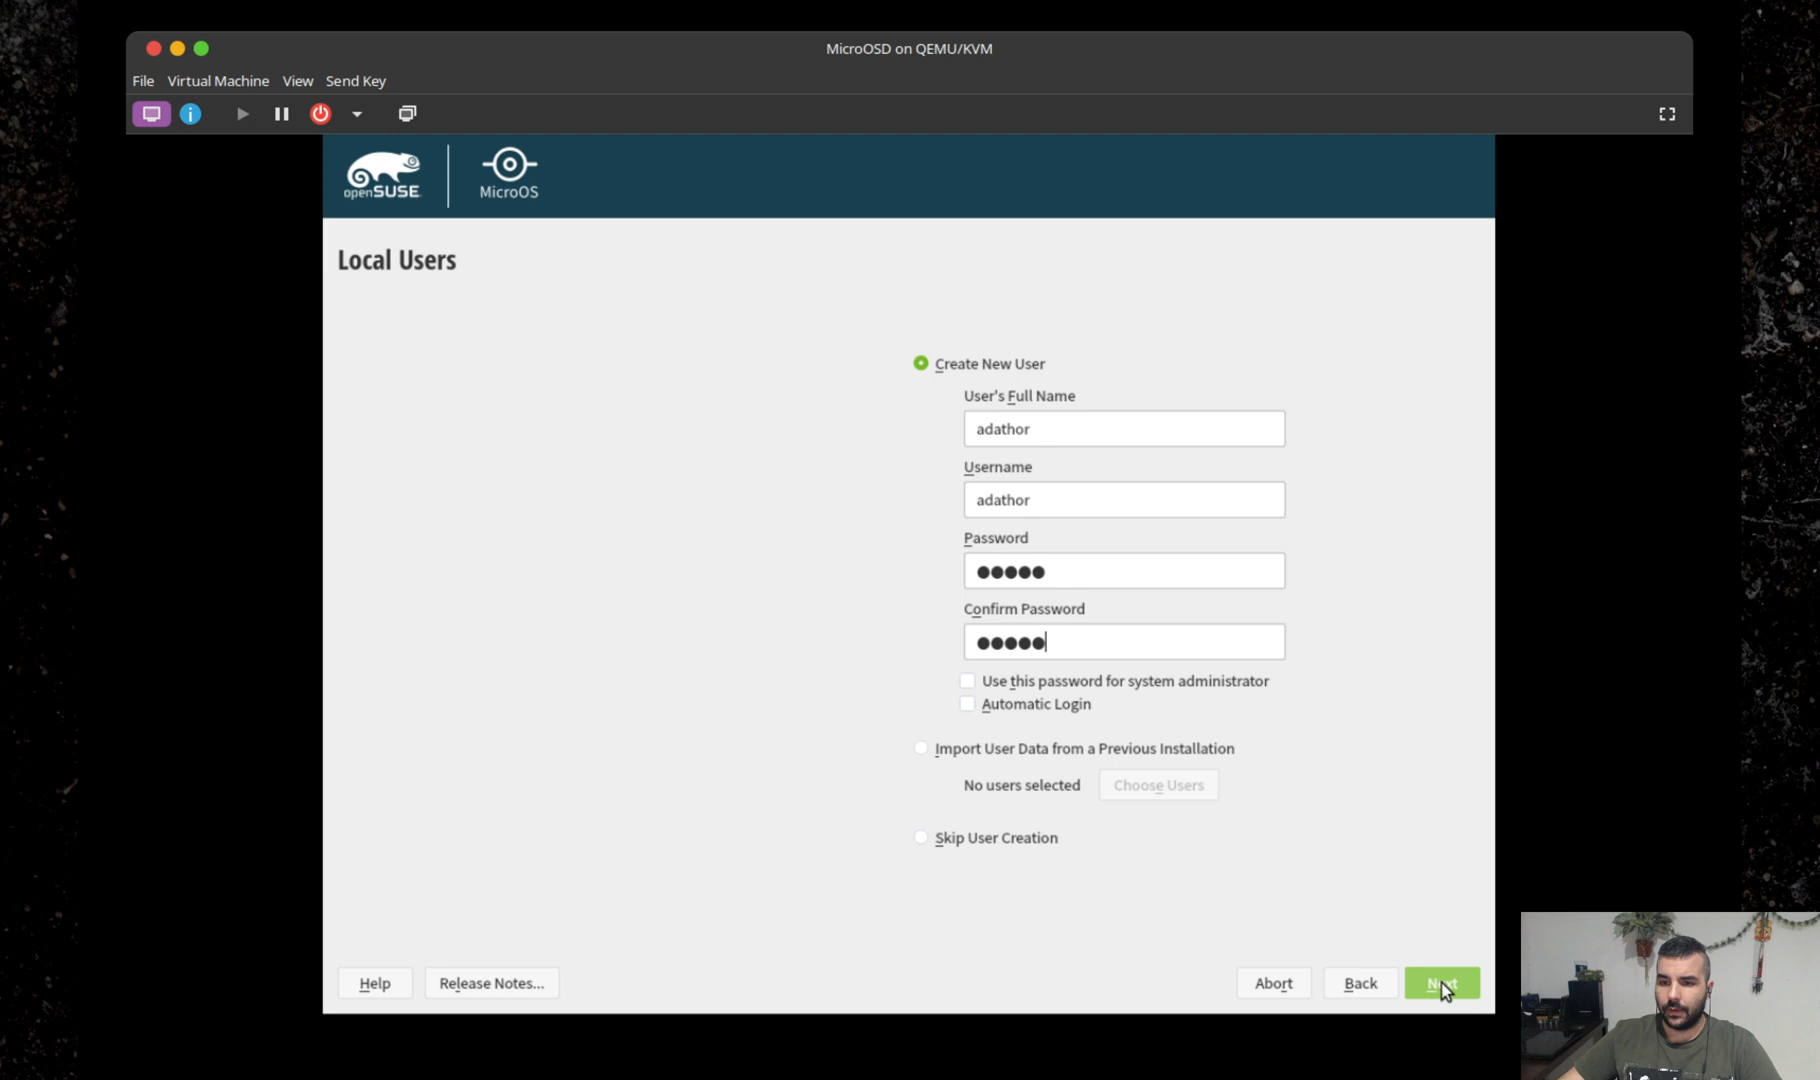 MicroOSD on QEMU/KVM
File Virtual Machine View Send Key
openSUSE
MicroOS
Local Users
Create New User
User's Full Name
adathor
Username
adathor
Password
Confirm Password
Use this password for system administrator
Automatic Login
Import User Data from a Previous Installation
No users selected Choose Users
Skip User Creation
Help Release Notes... Abort Back Next